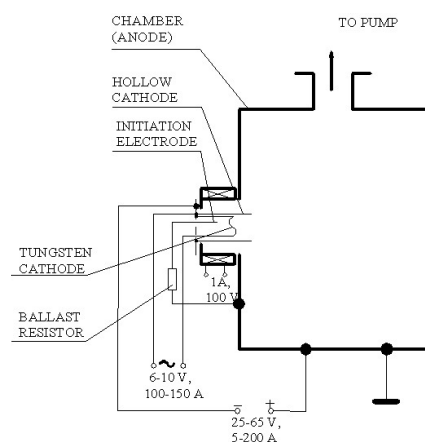 CHAMBER
(ANODE)
TO PUMP
HOLLOW
CATHODE
INITIATION
ELECTRODE
TUNGSTEN
CATHODE
1A,
100 V
BALLAST
RESISTOR
~
6-10 V,
100-150 A
– +
25-65 V,
5-200 A